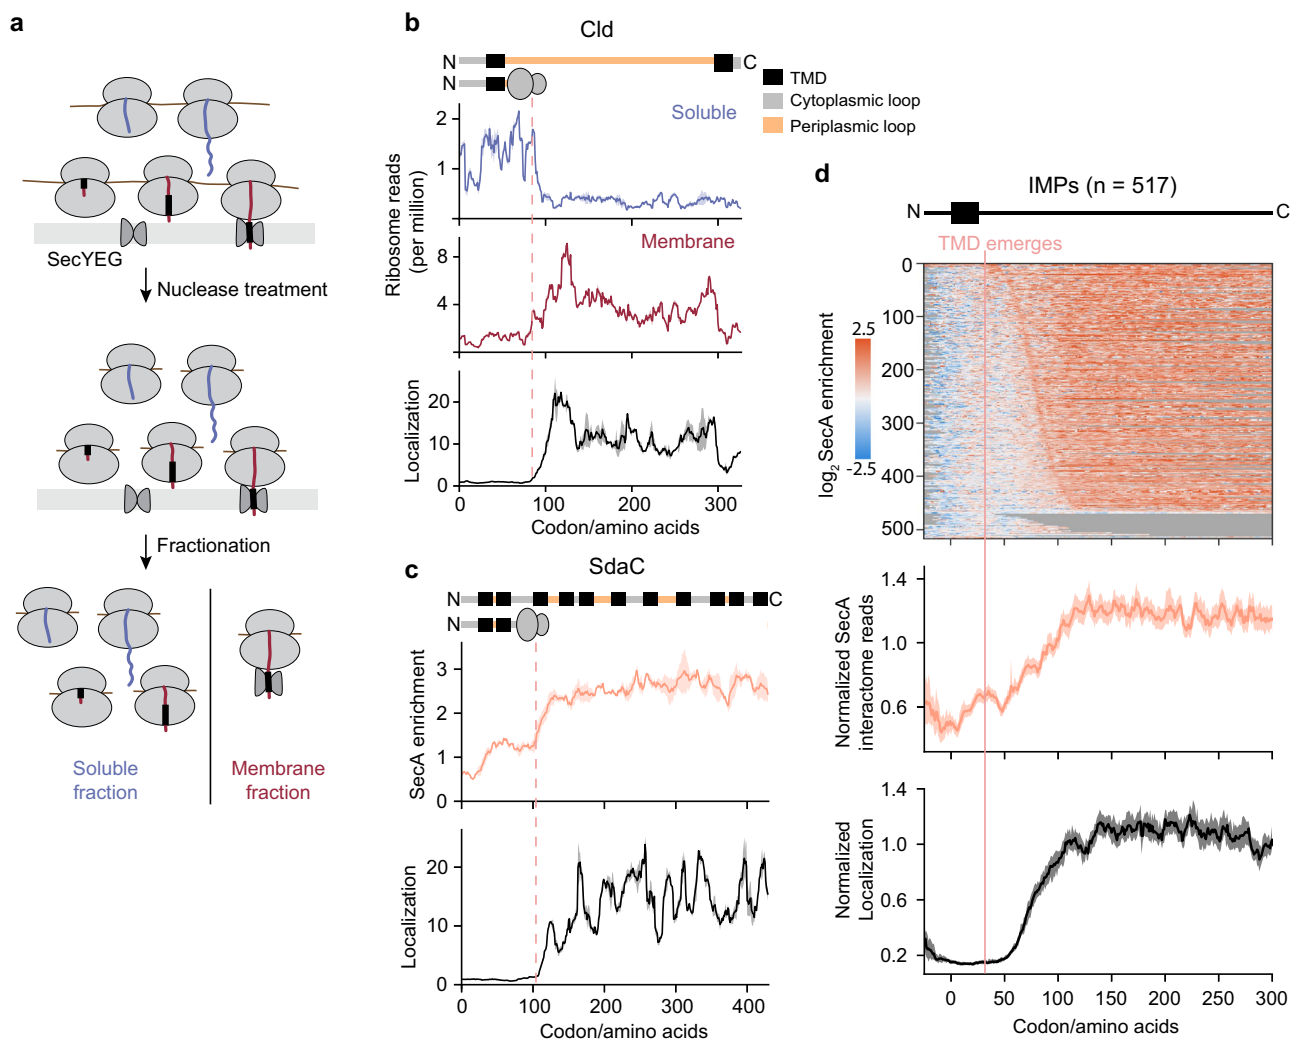 a
SecYEG
Nuclease treatment
Fractionation
Soluble
fraction
Membrane
fraction
b
Cld
N
C
N
TMD
Cytoplasmic loop
Periplasmic loop
Soluble
2
1
Ribosome reads
(per million)
Membrane
8
4
Localization
20
10
0
0
100
200
300
Codon/amino acids
c
SdaC
N
C
N
SecA enrichment
3
2
1
0
Localization
20
10
0
0
100
200
300
400
Codon/amino acids
d
IMPs (n = 517)
N
C
TMD emerges
log2 SecA enrichment
2.5
-2.5
0
100
200
300
400
500
Normalized SecA
interactome reads
1.4
1.0
0.6
Normalized
Localization
1.4
1.0
0.6
0.2
0
50
100
150
200
250
300
Codon/amino acids